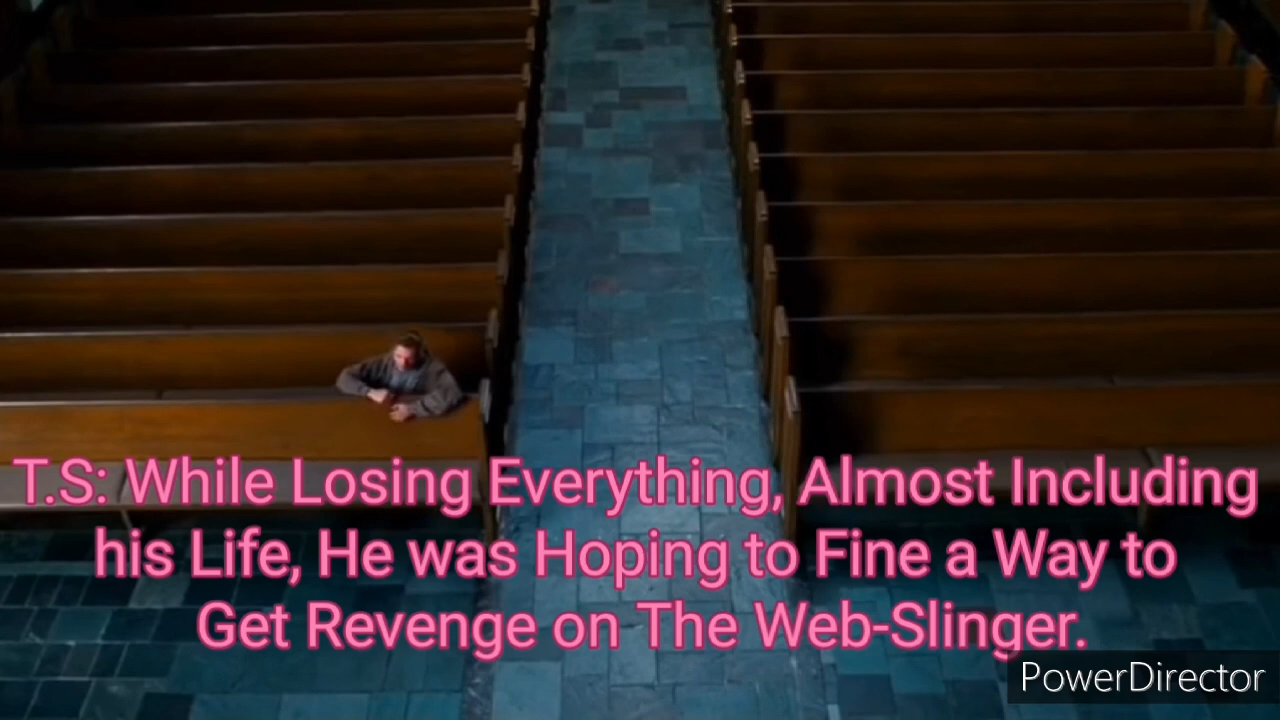 T.S: While Losing Everything, Almost Including
his Life, He was Hoping to Fine a Way to
Get Revenge on The Web-Slinger.
PowerDirector